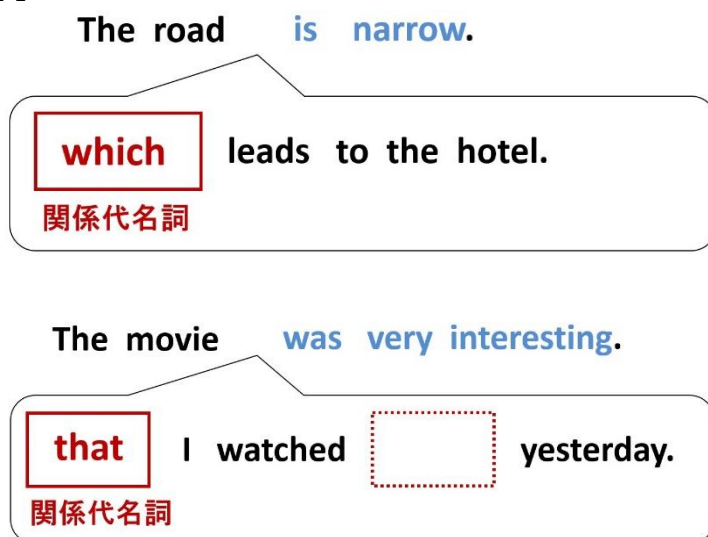 The road is narrow.
which leads to the hotel.
関係代名詞
The movie was very interesting.
that I watched yesterday.
関係代名詞